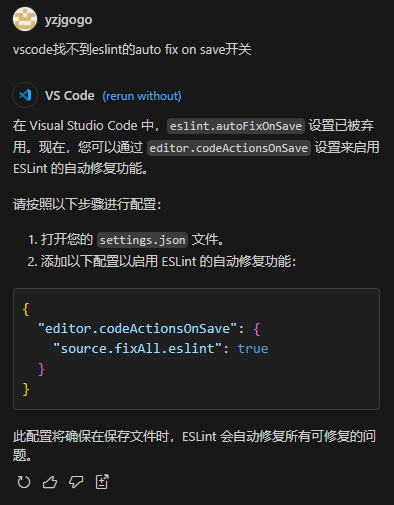 yzjgogo
vscode找不到eslint的auto fix on save开关
VS Code (rerun without)
在 Visual Studio Code 中，eslint.autoFixOnSave 设置已被弃
用。现在，您可以通过 editor.codeActionsOnSave 设置来启用
ESLint 的自动修复功能。
请按照以下步骤进行配置：
1. 打开您的 settings.json 文件。
2. 添加以下配置以启用 ESLint 的自动修复功能：
{
  "editor.codeActionsOnSave": {
    "source.fixAll.eslint": true
  }
}
此配置将确保在保存文件时，ESLint 会自动修复所有可修复的问
题。